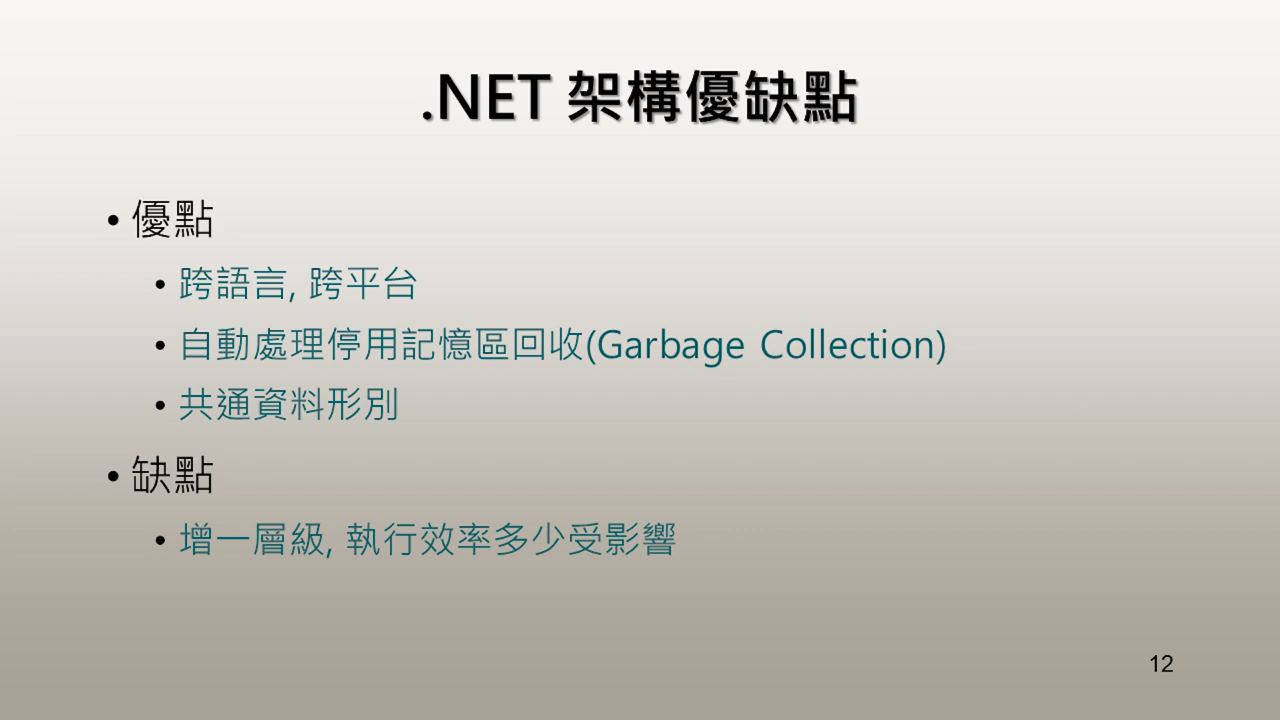 .NET 架構優缺點
• 優點
• 跨語言, 跨平台
• 自動處理停用記憶區回收(Garbage Collection)
• 共通資料形別
• 缺點
• 增一層級, 執行效率多少受影響
12